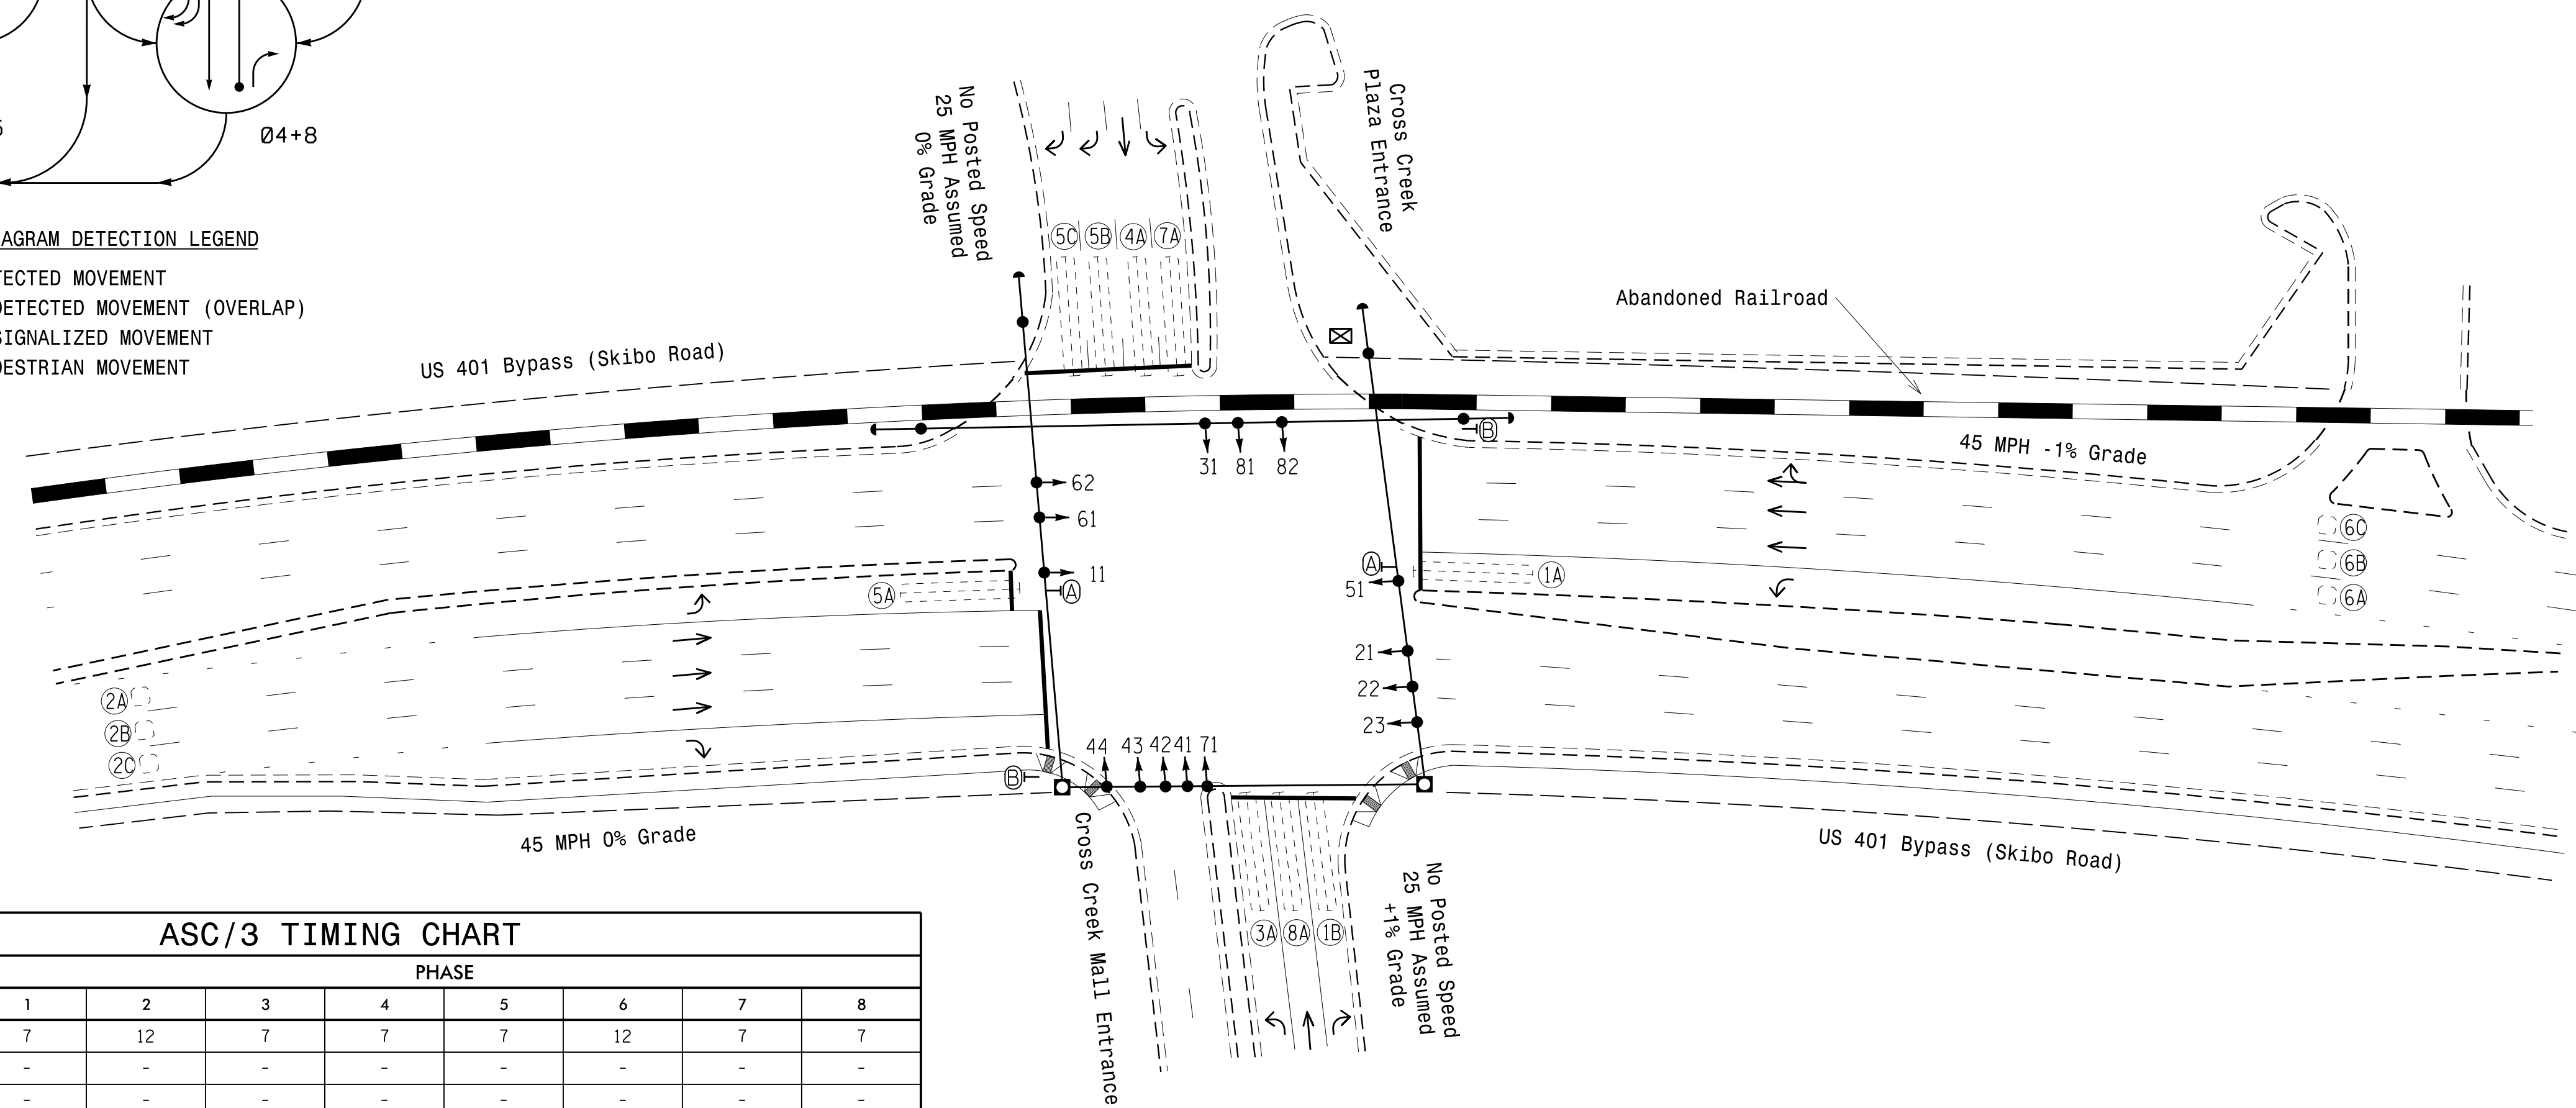 5
Ø4+8
AGRAM DETECTION LEGEND
TECTED MOVEMENT
DETECTED MOVEMENT (OVERLAP)
SIGNALIZED MOVEMENT
DESTRIAN MOVEMENT
No Posted Speed
25 MPH Assumed
0% Grade
Cross Creek
Plaza Entrance
5C 5B 4A 7A
Abandoned Railroad
US 401 Bypass (Skibo Road)
B
31 81 82
45 MPH -1% Grade
62
61
11
A
A
51
1A
5A
6C
6B
6A
21
22
23
2A
2B
2C
44 43 42 41 71
B
45 MPH 0% Grade
US 401 Bypass (Skibo Road)
Cross Creek Mall Entrance
3A 8A 1B
No Posted Speed
25 MPH Assumed
+1% Grade
ASC/3 TIMING CHART
PHASE
1 2 3 4 5 6 7 8
7 12 7 7 7 12 7 7
- - - - - - - -
- - - - - - - -